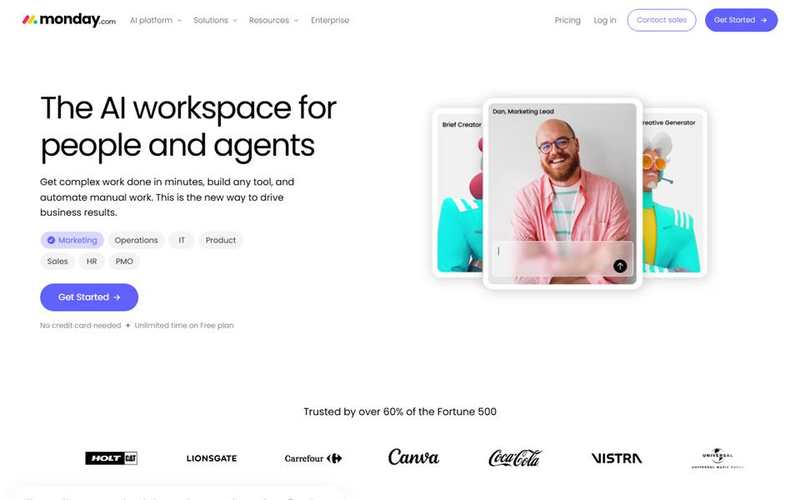 monday.com
AI platform
Solutions
Resources
Enterprise
Pricing
Log in
Contact sales
Get Started →
The AI workspace for
people and agents
Get complex work done in minutes, build any tool, and
automate manual work. This is the new way to drive
business results.
Marketing
Operations
IT
Product
Sales
HR
PMO
Get Started →
No credit card needed ✦ Unlimited time on Free plan
Brief Creator
Dan, Marketing Lead
reative Generator
Trusted by over 60% of the Fortune 500
HOLT CAT
LIONSGATE
Carrefour
Canva
Coca-Cola
VISTRA
UNIVERSAL
UNIVERSAL MUSIC GROUP